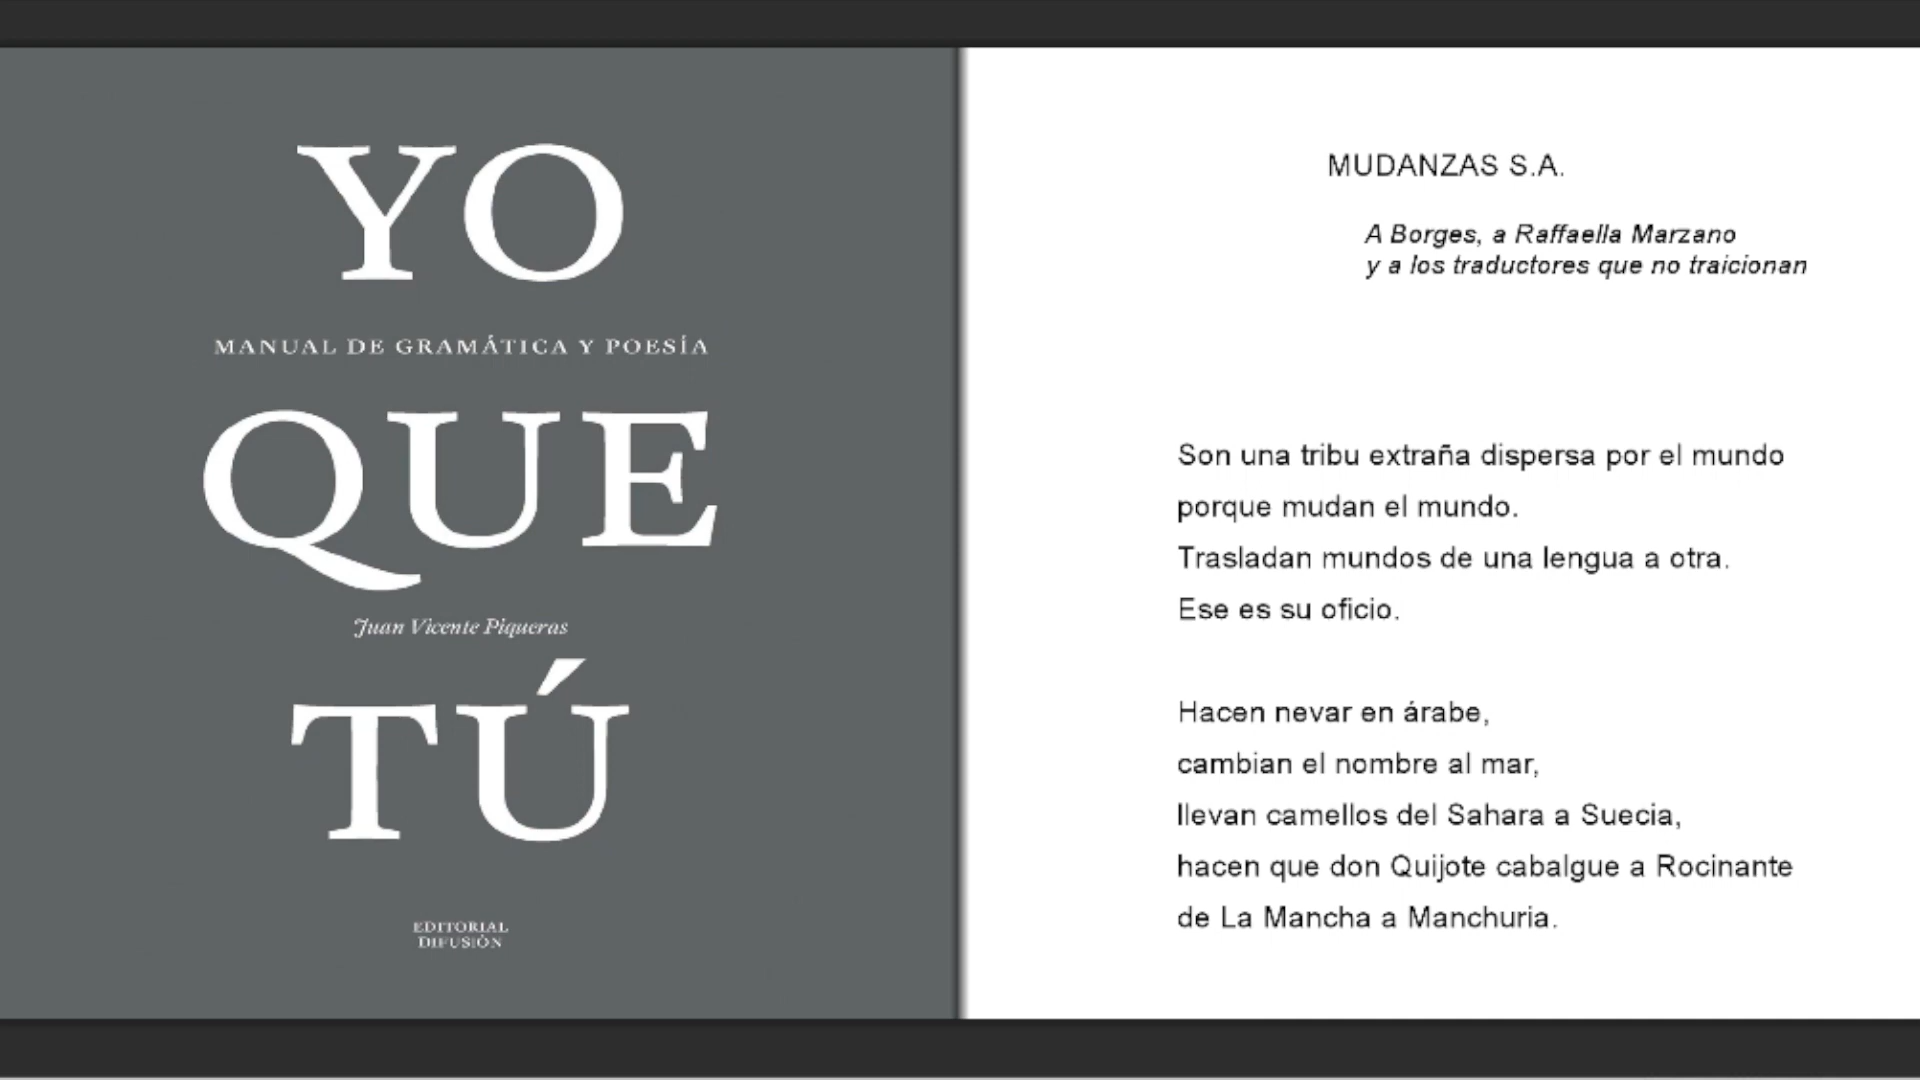 YO
MANUAL DE GRAMÁTICA Y POESÍA
QUE
Juan Vicente Piqueras
TÚ
EDITORIAL
DIFUSIÓN
MUDANZAS S.A.
A Borges, a Raffaella Marzano
y a los traductores que no traicionan
Son una tribu extraña dispersa por el mundo
porque mudan el mundo.
Trasladan mundos de una lengua a otra.
Ese es su oficio.
Hacen nevar en árabe,
cambian el nombre al mar,
llevan camellos del Sahara a Suecia,
hacen que don Quijote cabalgue a Rocinante
de La Mancha a Manchuria.